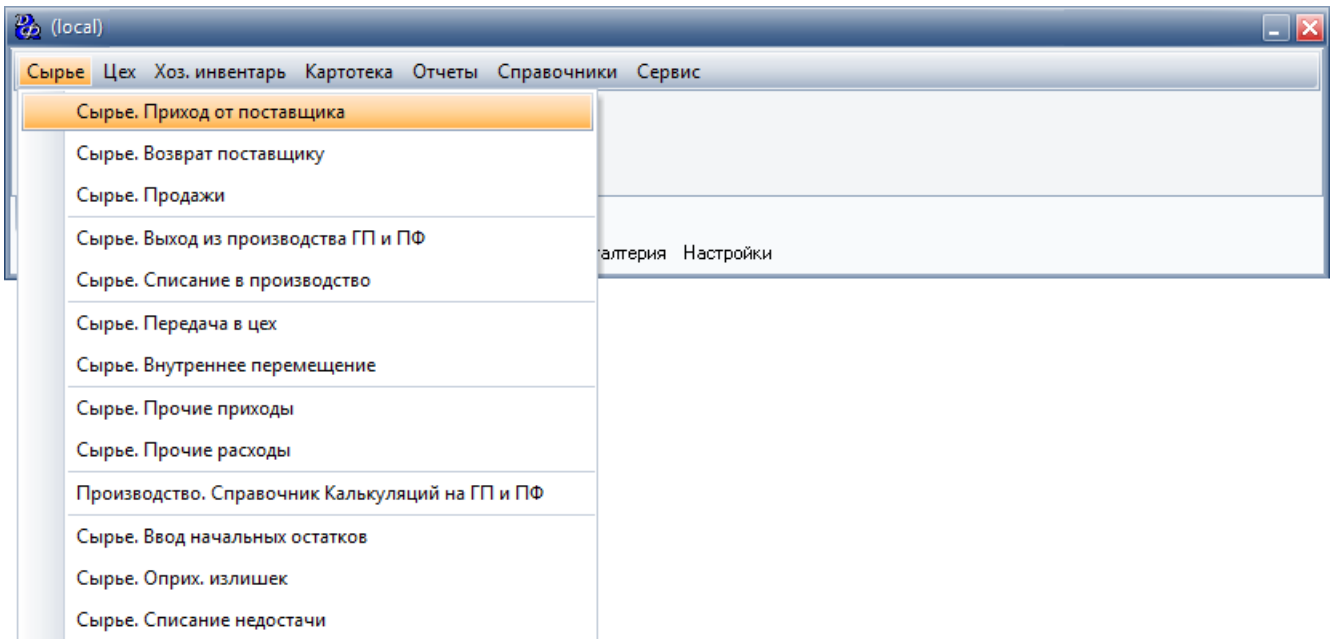 (local)
Сырье Цех Хоз. инвентарь Картотека Отчеты Справочники Сервис
Сырье. Приход от поставщика
Сырье. Возврат поставщику
Сырье. Продажи
Сырье. Выход из производства ГП и ПФ
Настройки
Сырье. Списание в производство
Сырье. Передача в цех
Сырье. Внутреннее перемещение
Сырье. Прочие приходы
Сырье. Прочие расходы
Производство. Справочник Калькуляций на ГП и ПФ
Сырье. Ввод начальных остатков
Сырье. Оприх. излишек
Сырье. Списание недостачи